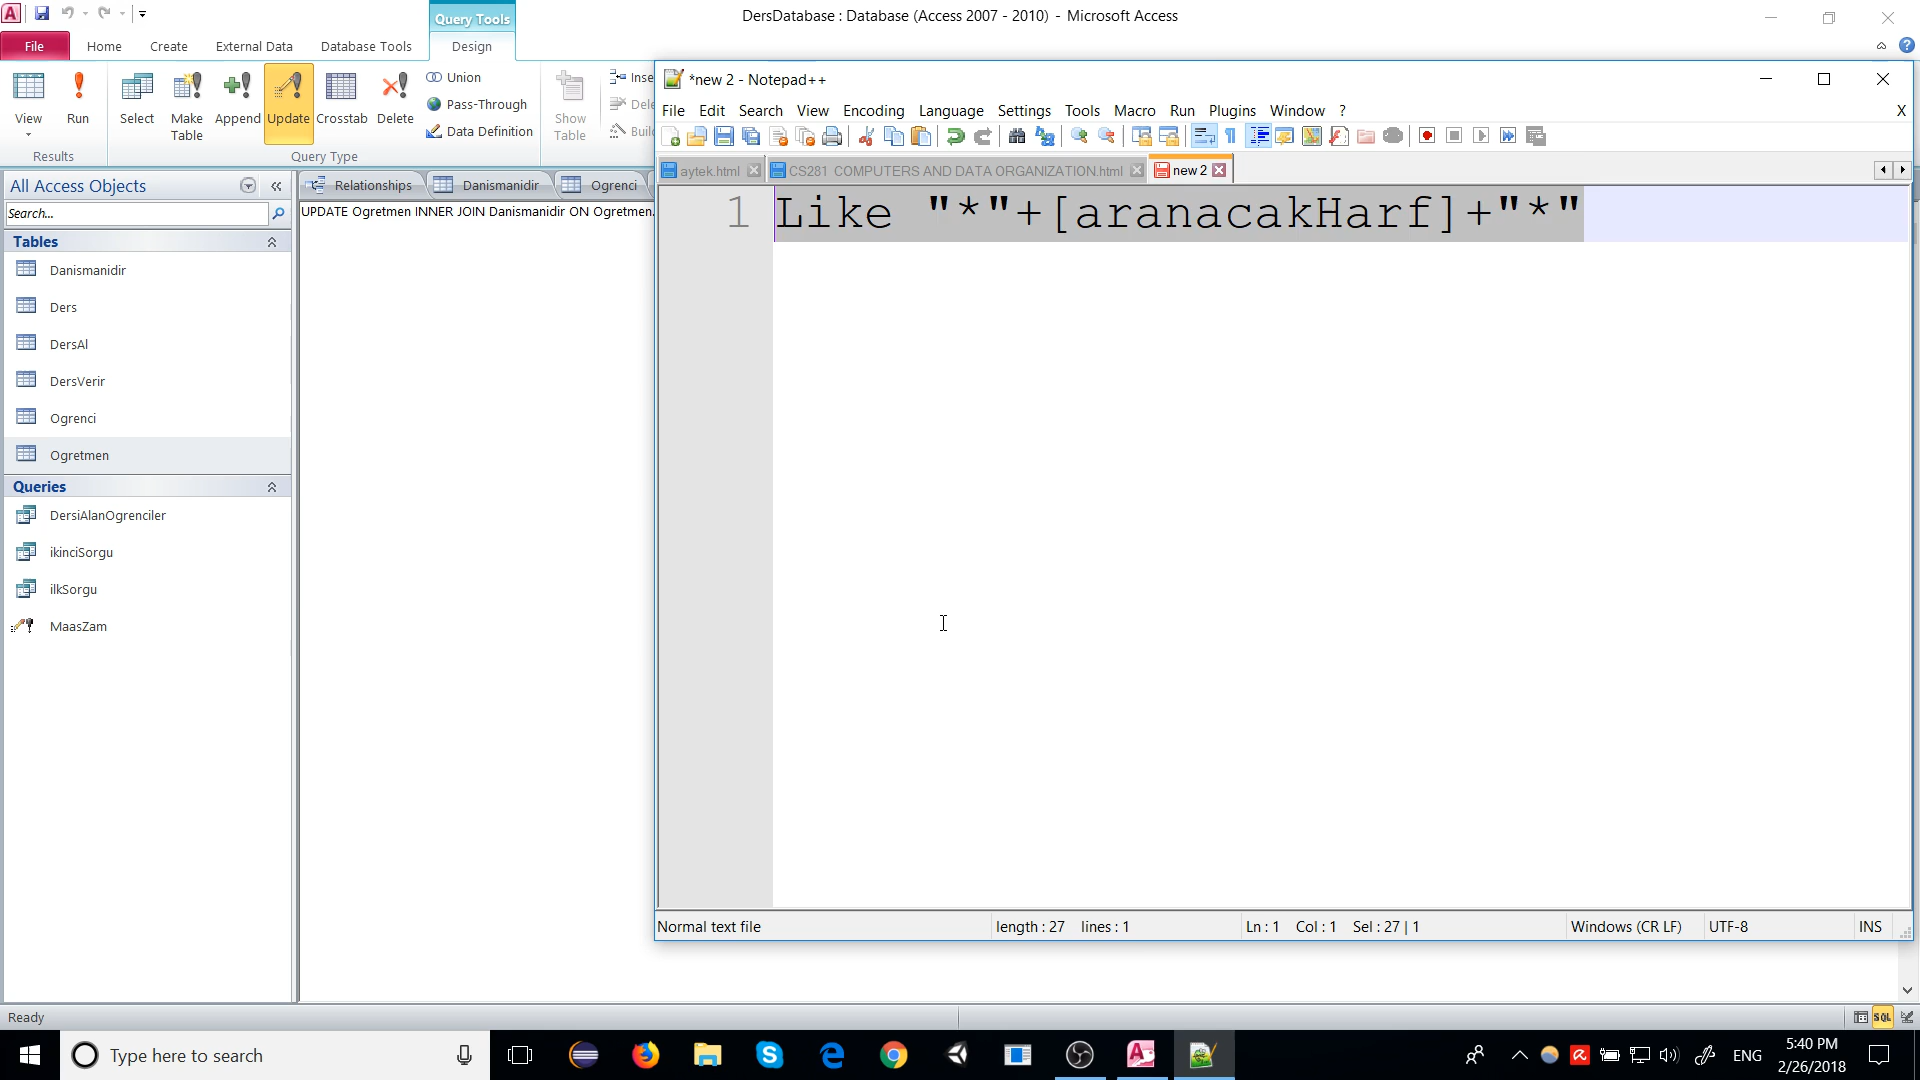 DersDatabase : Database (Access 2007 - 2010) - Microsoft Access
Query Tools
File Home Create External Data Database Tools Design
View Run Select Make Table Append Update Crosstab Delete
Union
Pass-Through
Data Definition
Show Table
Inse
Dele
Buil
Results Query Type
*new 2 - Notepad++
File Edit Search View Encoding Language Settings Tools Macro Run Plugins Window ? X
aytek.html CS281 COMPUTERS AND DATA ORGANIZATION.html new 2
All Access Objects
Search...
Tables
Danismanidir
Ders
DersAl
DersVerir
Ogrenci
Ogretmen
Queries
DersiAlanOgrenciler
ikinciSorgu
ilkSorgu
MaasZam
Relationships Danismanidir Ogrenci
UPDATE Ogretmen INNER JOIN Danismanidir ON Ogretmen.
1 Like "*"+[aranacakHarf]+"*"
Normal text file length : 27 lines : 1 Ln : 1 Col : 1 Sel : 27 | 1 Windows (CR LF) UTF-8 INS
Ready SQL
Type here to search
ENG
5:40 PM
2/26/2018